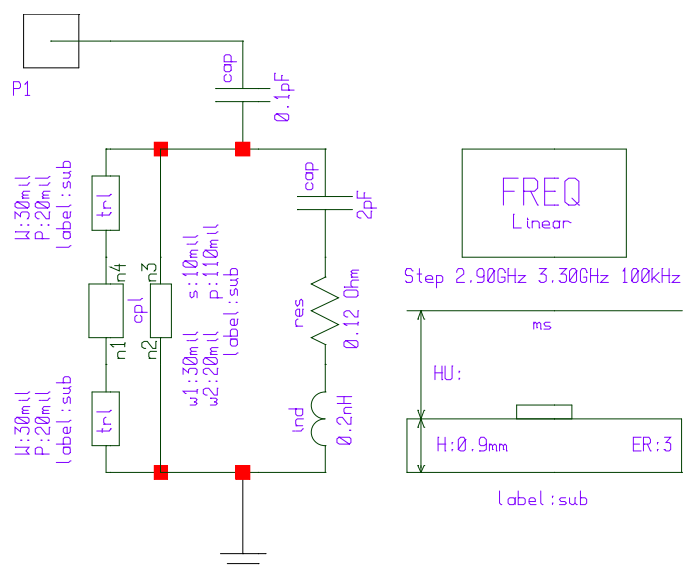 P1
cap
0.1pF
cap
2pF
W:30mil
P:20mil
label:sub
trl
n4
n3
cpl
n1
n2
s:10mil
p:110mil
label:sub
w1:30mil
w2:20mil
res
0.12 Ohm
W:30mil
P:20mil
label:sub
trl
ind
0.2nH
FREQ
Linear
Step 2.90GHz 3.30GHz 100kHz
ms
HU:
H:0.9mm
ER:3
label:sub